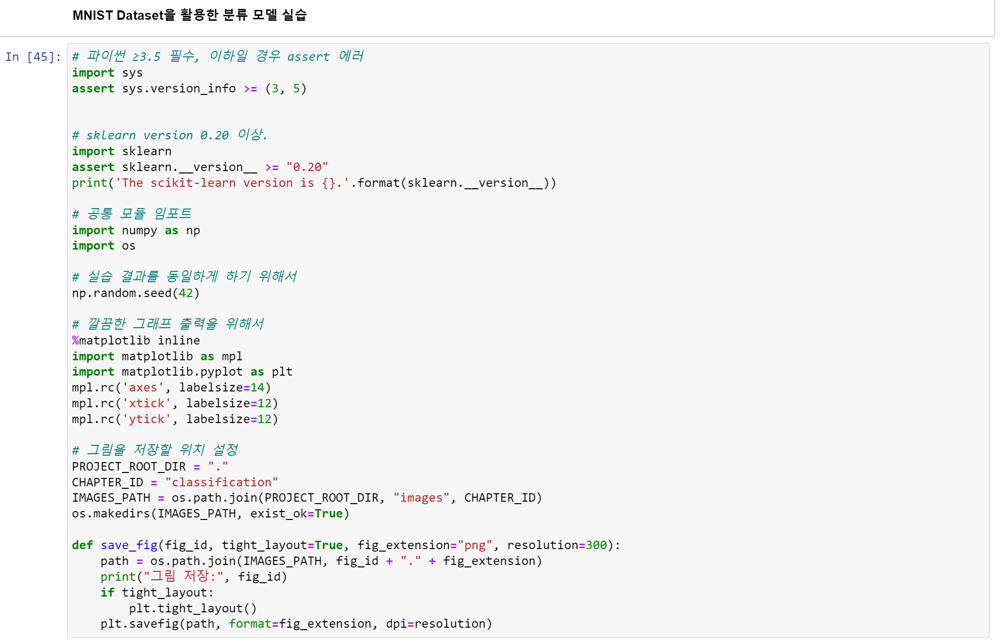 MNIST Dataset을 활용한 분류 모델 실습
In [45]: # 파이썬 ≥3.5 필수, 이하일 경우 assert 에러
import sys
assert sys.version_info >= (3, 5)
# sklearn version 0.20 이상.
import sklearn
assert sklearn.__version__ >= "0.20"
print('The scikit-learn version is {}.'.format(sklearn.__version__))
# 공통 모듈 임포트
import numpy as np
import os
# 실습 결과를 동일하게 하기 위해서
np.random.seed(42)
# 깔끔한 그래프 출력을 위해서
%matplotlib inline
import matplotlib as mpl
import matplotlib.pyplot as plt
mpl.rc('axes', labelsize=14)
mpl.rc('xtick', labelsize=12)
mpl.rc('ytick', labelsize=12)
# 그림을 저장할 위치 설정
PROJECT_ROOT_DIR = "."
CHAPTER_ID = "classification"
IMAGES_PATH = os.path.join(PROJECT_ROOT_DIR, "images", CHAPTER_ID)
os.makedirs(IMAGES_PATH, exist_ok=True)
def save_fig(fig_id, tight_layout=True, fig_extension="png", resolution=300):
    path = os.path.join(IMAGES_PATH, fig_id + "." + fig_extension)
    print("그림 저장:", fig_id)
    if tight_layout:
        plt.tight_layout()
    plt.savefig(path, format=fig_extension, dpi=resolution)